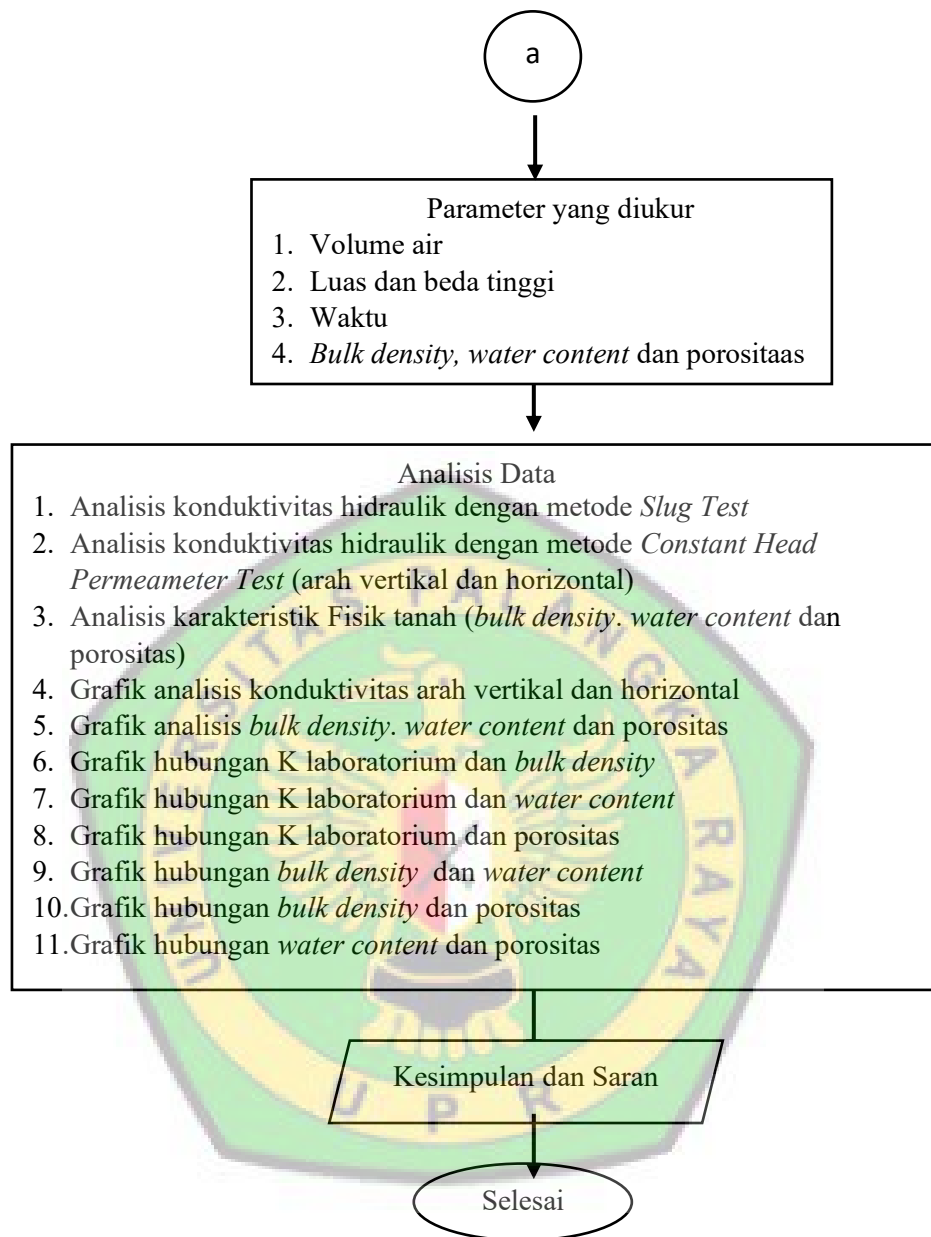 a
Parameter yang diukur
1. Volume air
2. Luas dan beda tinggi
3. Waktu
4. Bulk density, water content dan porositaas
Analisis Data
1. Analisis konduktivitas hidraulik dengan metode Slug Test
2. Analisis konduktivitas hidraulik dengan metode Constant Head
Permeameter Test (arah vertikal dan horizontal)
3. Analisis karakteristik Fisik tanah (bulk density. water content dan
porositas)
4. Grafik analisis konduktivitas arah vertikal dan horizontal
5. Grafik analisis bulk density. water content dan porositas
6. Grafik hubungan K laboratorium dan bulk density
7. Grafik hubungan K laboratorium dan water content
8. Grafik hubungan K laboratorium dan porositas
9. Grafik hubungan bulk density dan water content
10.Grafik hubungan bulk density dan porositas
11.Grafik hubungan water content dan porositas
Kesimpulan dan Saran
Selesai
UNIVERSITAS PALANGKA RAYA
UPR